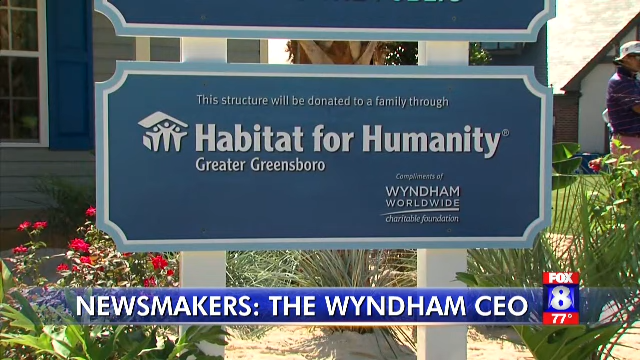 This structure will be donated to a family through
Habitat for Humanity®
Greater Greensboro
Compliments of
WYNDHAM
WORLDWIDE
charitable foundation
NEWSMAKERS: THE WYNDHAM CEO
FOX
8
77°